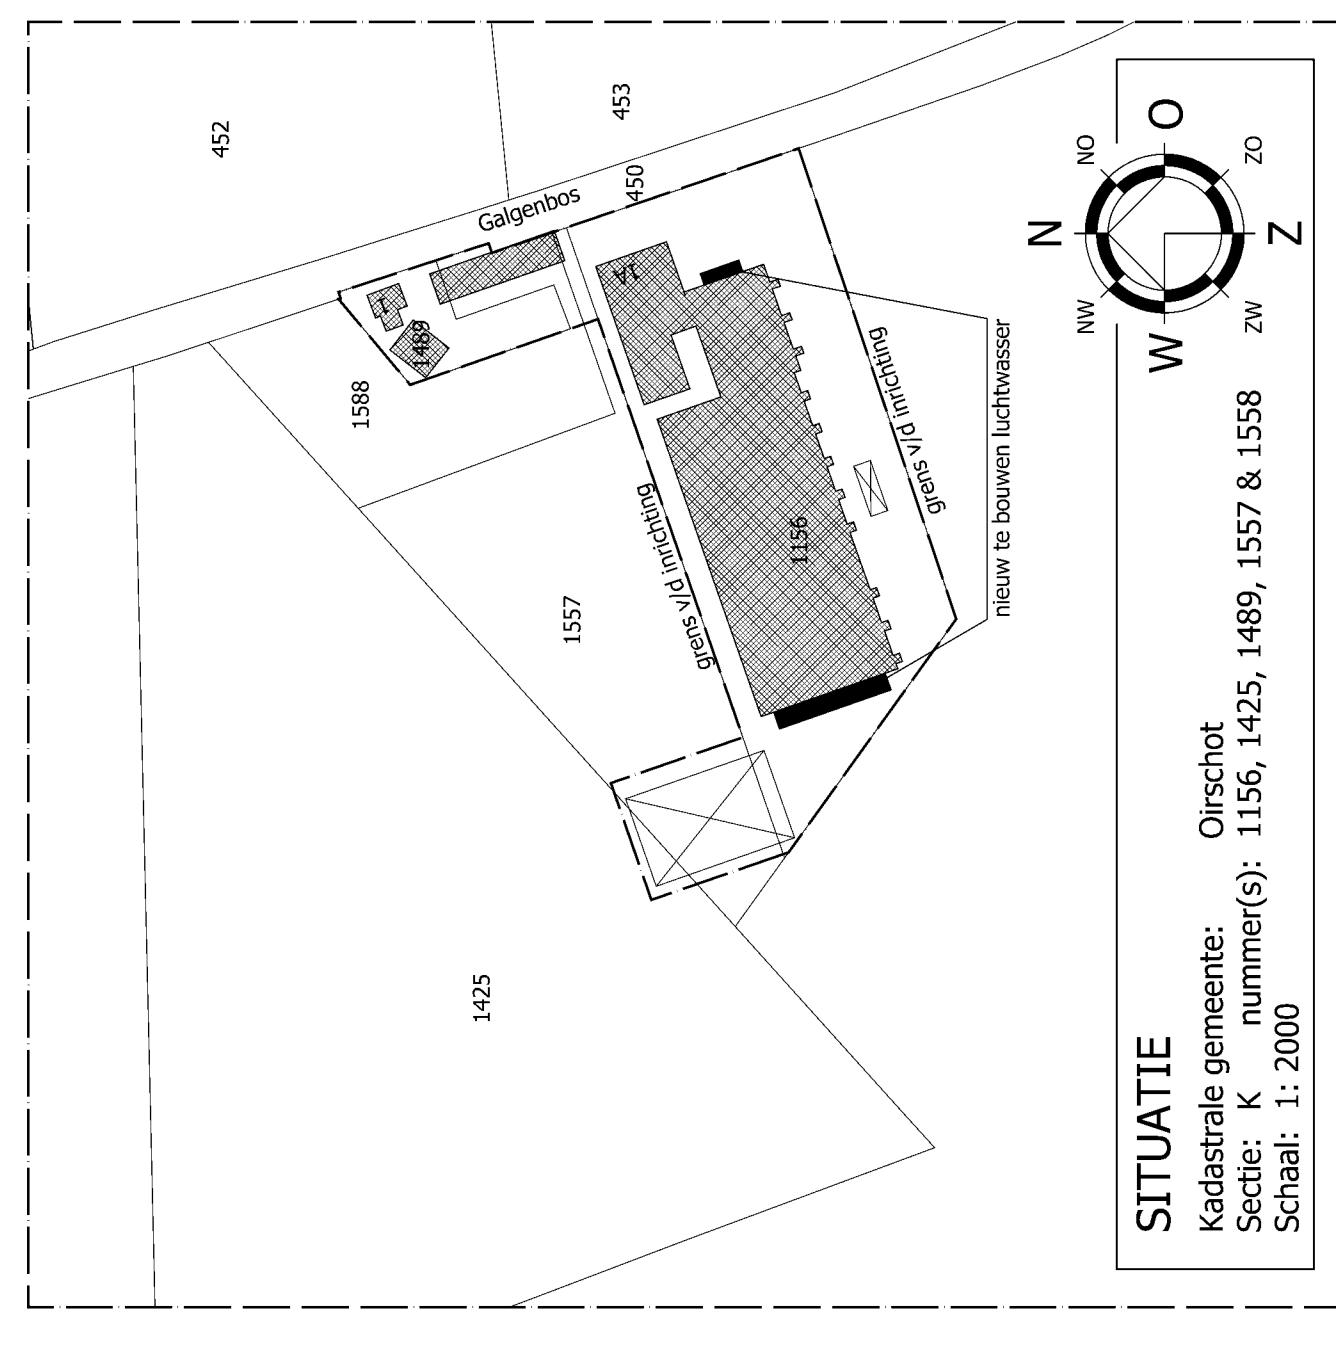 452
453
450
Galgenbos
1
1489
1A
1588
1557
1156
1425
grens v/d inrichting
grens v/d inrichting
nieuw te bouwen luchtwasser
N
NO
O
ZO
Z
ZW
W
NW
SITUATIE
Kadastrale gemeente: Oirschot
Sectie: K nummer(s): 1156, 1425, 1489, 1557 & 1558
Schaal: 1: 2000